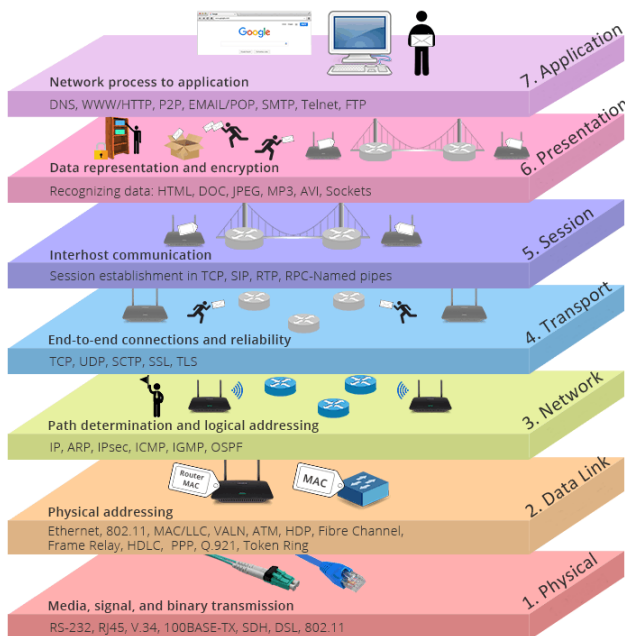 Google
7. Application
Network process to application
DNS, WWW/HTTP, P2P, EMAIL/POP, SMTP, Telnet, FTP
6. Presentation
Data representation and encryption
Recognizing data: HTML, DOC, JPEG, MP3, AVI, Sockets
5. Session
Interhost communication
Session establishment in TCP, SIP, RTP, RPC-Named pipes
4. Transport
End-to-end connections and reliability
TCP, UDP, SCTP, SSL, TLS
3. Network
Path determination and logical addressing
IP, ARP, IPsec, ICMP, IGMP, OSPF
Router
MAC
MAC
2. Data Link
Physical addressing
Ethernet, 802.11, MAC/LLC, VALN, ATM, HDP, Fibre Channel,
Frame Relay, HDLC, PPP, Q.921, Token Ring
1. Physical
Media, signal, and binary transmission
RS-232, RJ45, V.34, 100BASE-TX, SDH, DSL, 802.11